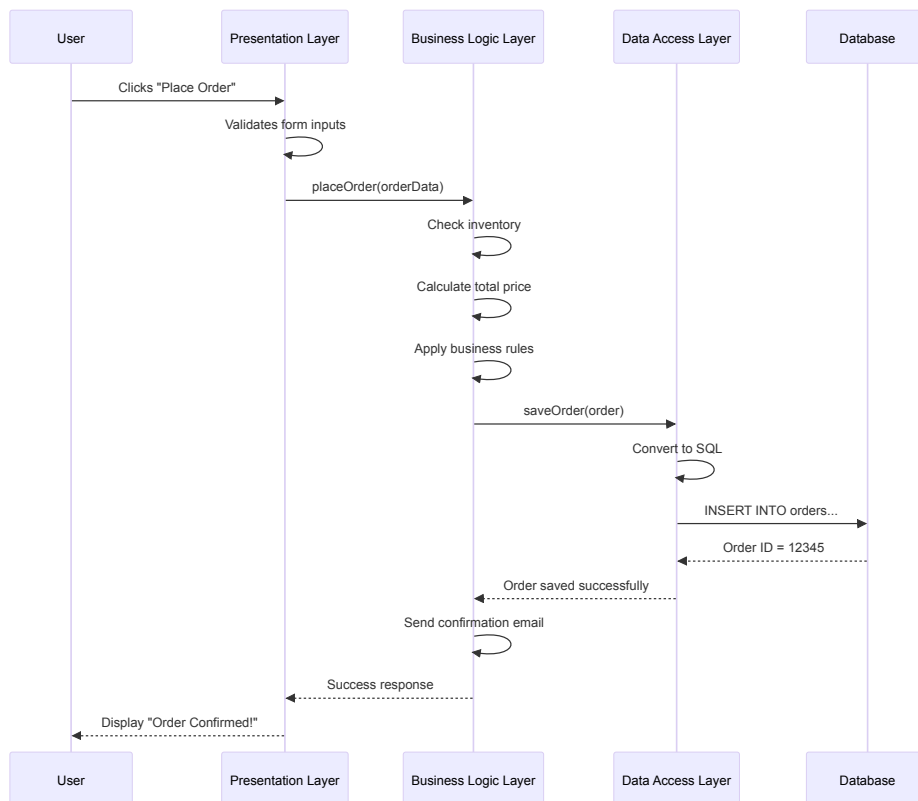 User
Presentation Layer
Business Logic Layer
Data Access Layer
Database
Clicks "Place Order"
Validates form inputs
placeOrder(orderData)
Check inventory
Calculate total price
Apply business rules
saveOrder(order)
Convert to SQL
INSERT INTO orders...
Order ID = 12345
Order saved successfully
Send confirmation email
Success response
Display "Order Confirmed!"
User
Presentation Layer
Business Logic Layer
Data Access Layer
Database